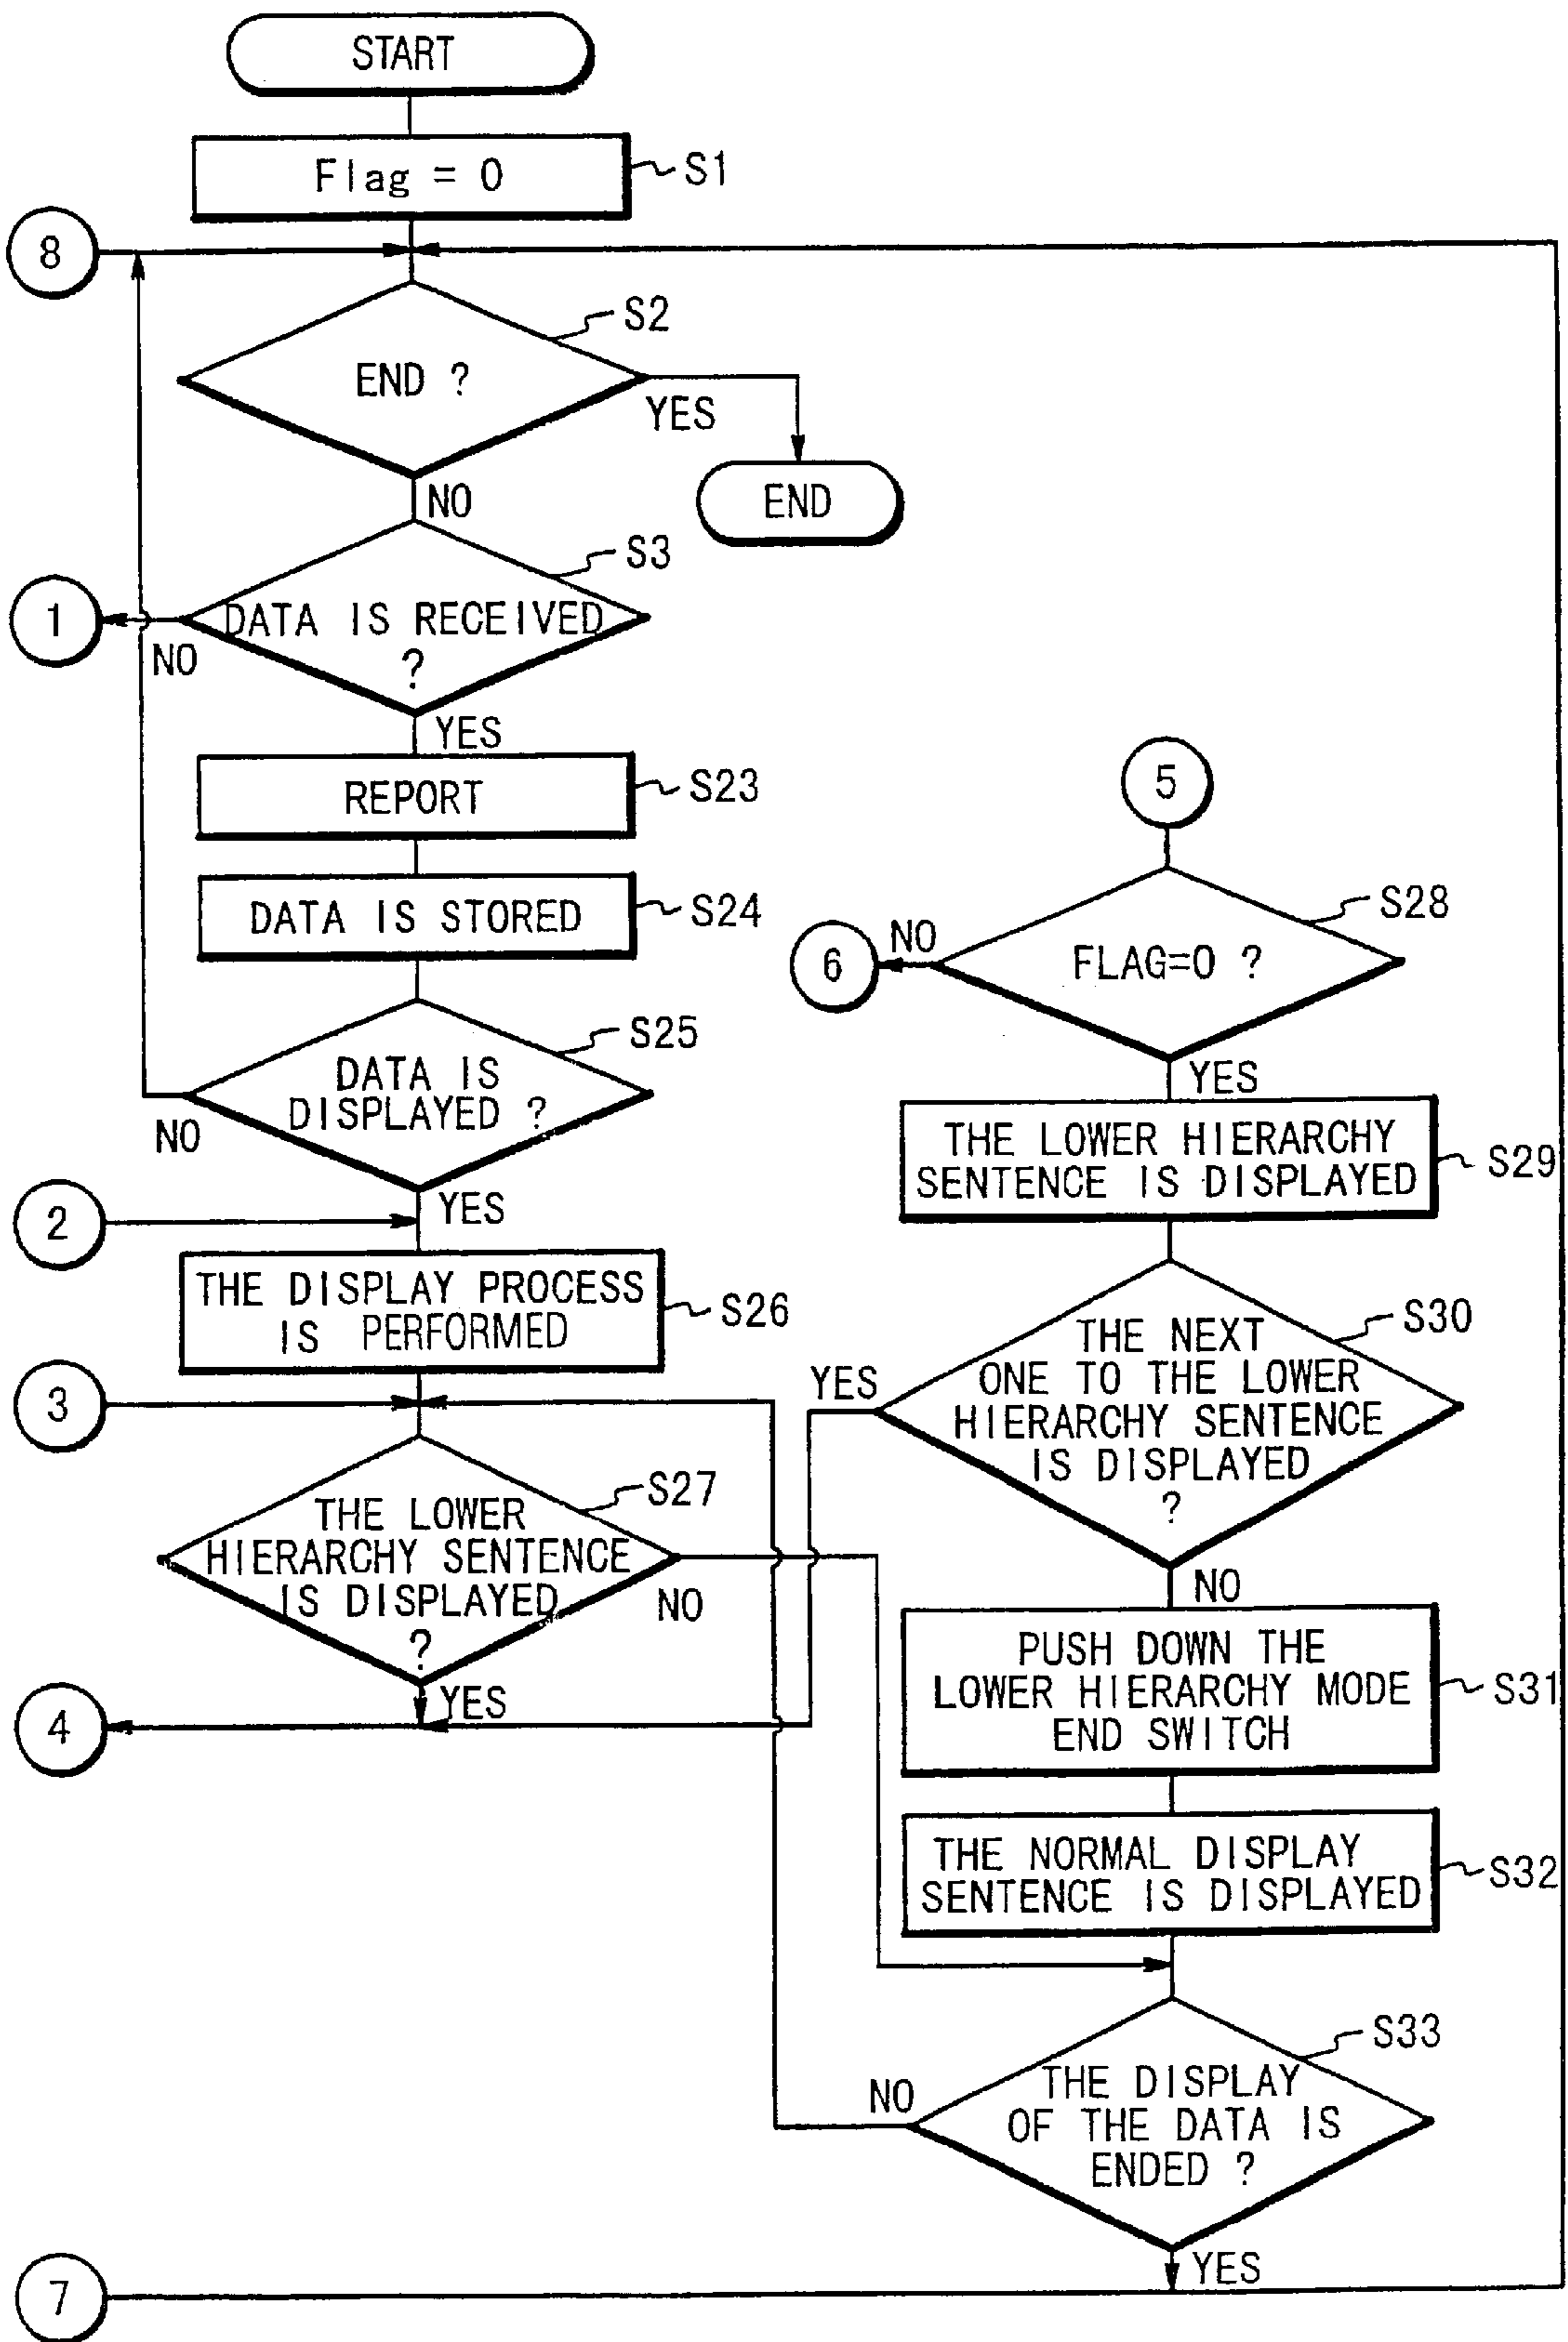 START
Flag = 0
S1
8
S2
END ?
YES
END
NO
S3
1
DATA IS RECEIVED
?
NO
YES
REPORT
S23
DATA IS STORED
S24
S25
DATA IS
DISPLAYED ?
NO
YES
2
THE DISPLAY PROCESS
IS PERFORMED
S26
3
S27
THE LOWER
HIERARCHY SENTENCE
IS DISPLAYED
?
NO
YES
4
5
S28
NO
6
FLAG=0 ?
YES
THE LOWER HIERARCHY
SENTENCE IS DISPLAYED
S29
S30
YES
THE NEXT
ONE TO THE LOWER
HIERARCHY SENTENCE
IS DISPLAYED
?
NO
PUSH DOWN THE
LOWER HIERARCHY MODE
END SWITCH
S31
THE NORMAL DISPLAY
SENTENCE IS DISPLAYED
S32
S33
NO
THE DISPLAY
OF THE DATA IS
ENDED ?
YES
7